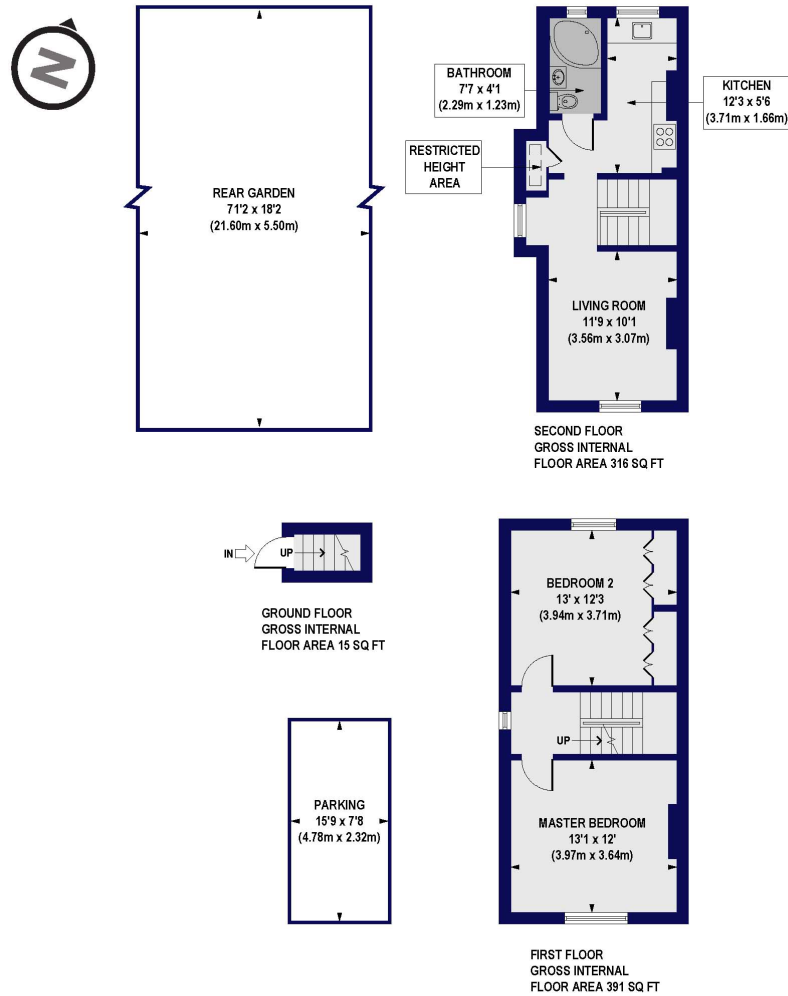 N
REAR GARDEN
71'2 x 18'2
(21.60m x 5.50m)
BATHROOM
7'7 x 4'1
(2.29m x 1.23m)
KITCHEN
12'3 x 5'6
(3.71m x 1.66m)
RESTRICTED
HEIGHT
AREA
LIVING ROOM
11'9 x 10'1
(3.56m x 3.07m)
SECOND FLOOR
GROSS INTERNAL
FLOOR AREA 316 SQ FT
IN
UP
GROUND FLOOR
GROSS INTERNAL
FLOOR AREA 15 SQ FT
BEDROOM 2
13' x 12'3
(3.94m x 3.71m)
UP
PARKING
15'9 x 7'8
(4.78m x 2.32m)
MASTER BEDROOM
13'1 x 12'
(3.97m x 3.64m)
FIRST FLOOR
GROSS INTERNAL
FLOOR AREA 391 SQ FT